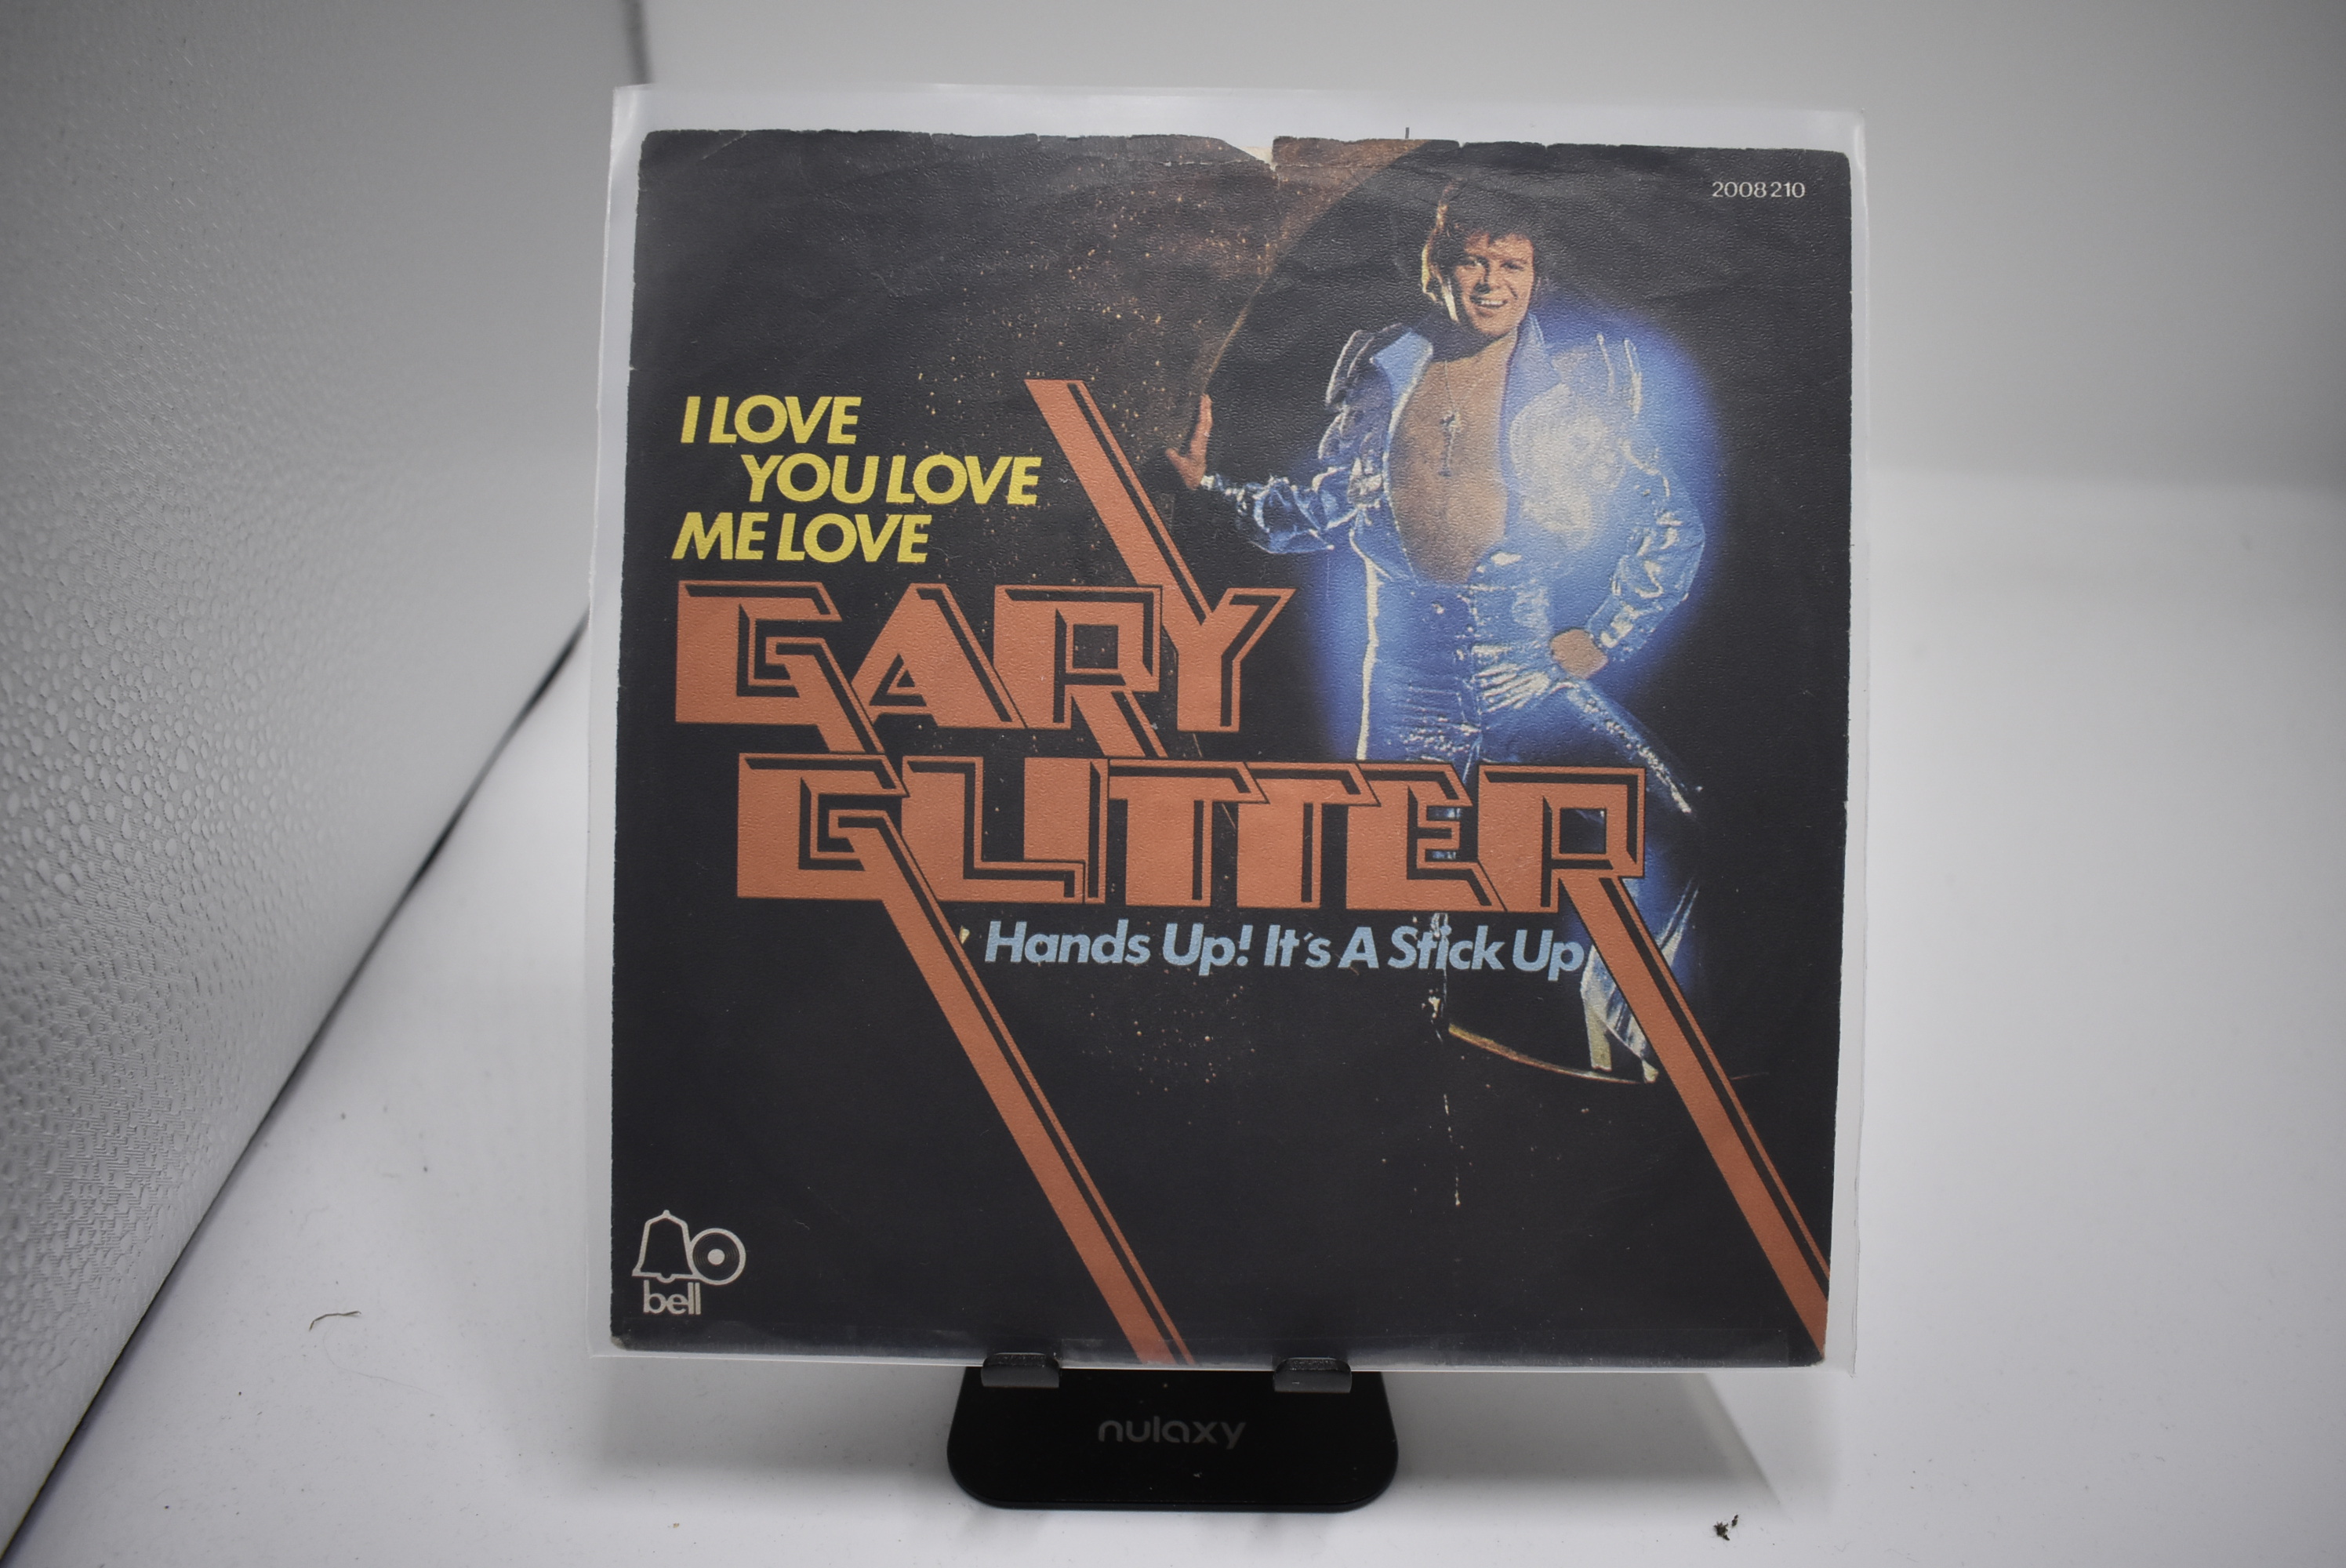 2008 210
I LOVE
YOU LOVE
ME LOVE
GARY
GLITTER
Hands Up! It's A Stick Up
bell
nulaxy